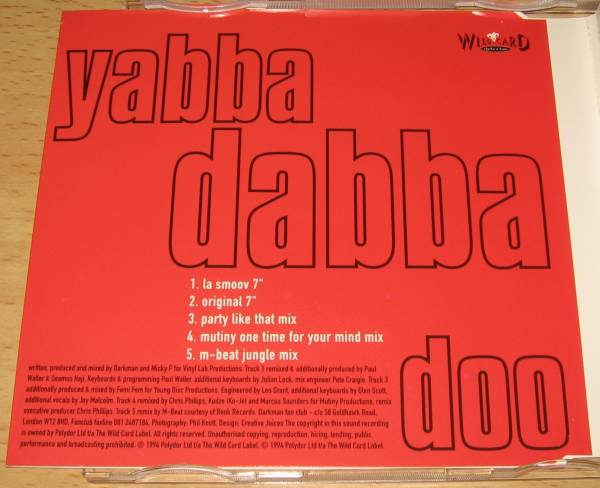 yabba
WILD CARD
dabba
1. la smoov 7"
2. original 7"
3. party like that mix
4. mutiny one time for your mind mix
5. m-beat jungle mix
doo
written, produced and mixed by Darkman and Micky P for Vinyl Lab Productions. Track 1 remixed & additionally produced by Paul
Waller & Seamus Haji. Keyboards & programming Paul Waller. additional keyboards by Julian Lock. mix engineer Pete Craigie. Track 3
additionally produced & mixed by Femi Fem for Young Disc Productions. Engineered by Leo Grant. additional keyboards by Glen Scott.
additional vocals by Jay Malcolm. Track 4 remixed by Chris Phillips, Kodzo (Ko-Jo) and Marcus Saunders for Mutiny Productions. remix
executive producer Chris Phillips. Track 5 remix by M-Beat courtesy of Renk Records. Darkman fan club - c/o 58 Goldhawk Road,
London W12 8HD. Fanclub faxline 081 2487184. Photography: Phil Knott. Design: Creative Juices The copyright in this sound recording
is owned by Polydor Ltd t/a The Wild Card Label. All rights reserved. Unauthorised copying, reproduction, hiring, lending, public
performance and broadcasting prohibited. ℗ 1994 Polydor Ltd t/a The Wild Card Label. © 1994 Polydor Ltd t/a The Wild Card Label.